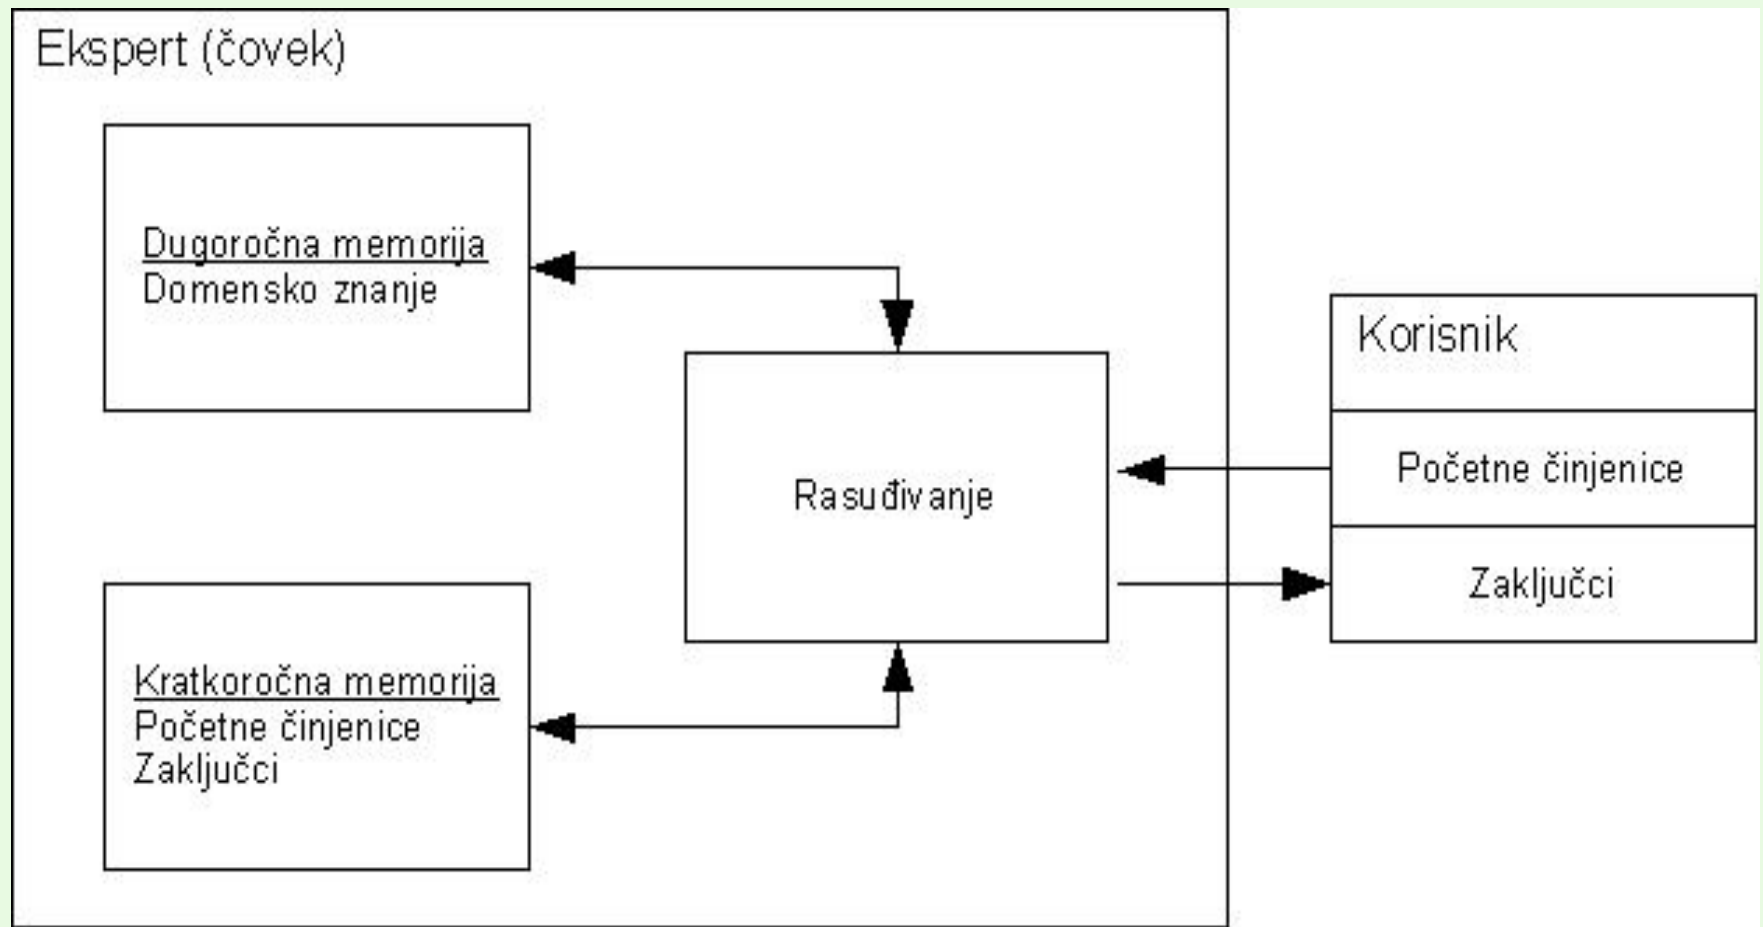 Ekspert (čovek)
Dugoročna memorija
Domensko znanje
Rasuđivanje
Kratkoročna memorija
Početne činjenice
Zaključci
Korisnik
Početne činjenice
Zaključci